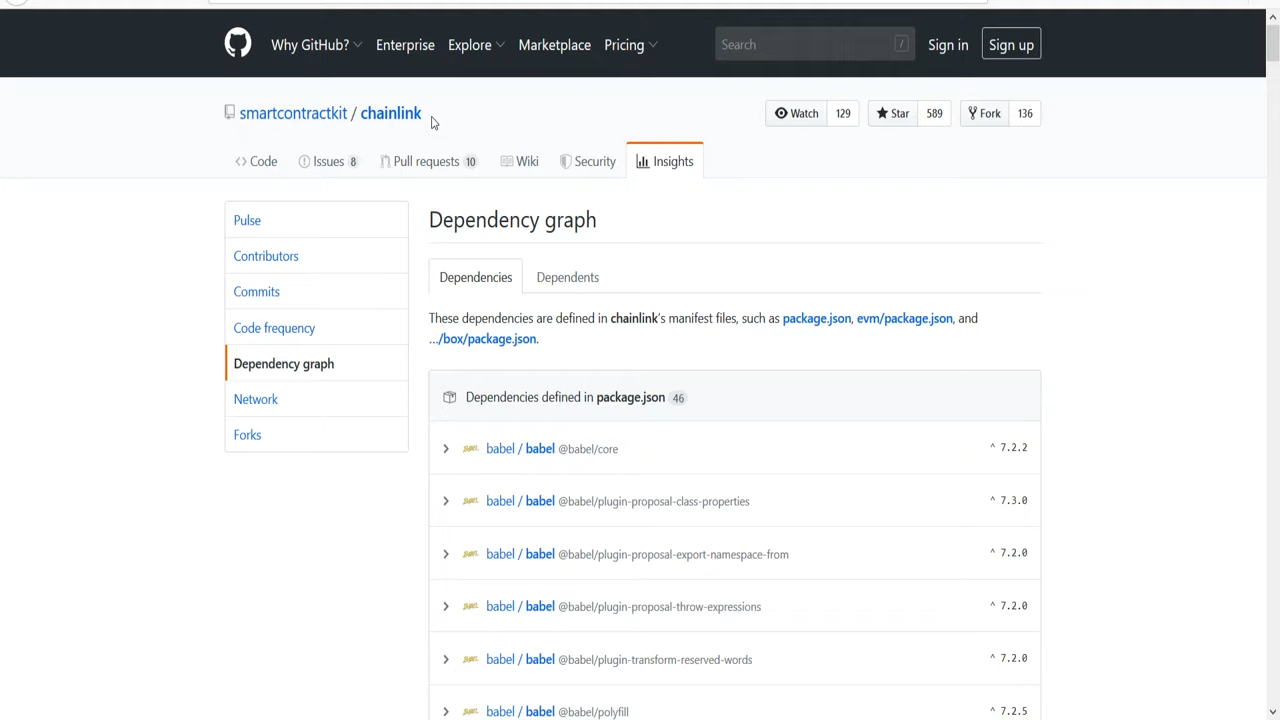 Why GitHub? Enterprise Explore Marketplace Pricing Search / Sign in Sign up
smartcontractkit / chainlink Watch 129 Star 589 Fork 136
Code Issues 8 Pull requests 10 Wiki Security Insights
Pulse
Contributors
Commits
Code frequency
Dependency graph
Network
Forks
Dependency graph
Dependencies Dependents
These dependencies are defined in chainlink's manifest files, such as package.json, evm/package.json, and
…/box/package.json.
Dependencies defined in package.json 46
babel / babel @babel/core ^ 7.2.2
babel / babel @babel/plugin-proposal-class-properties ^ 7.3.0
babel / babel @babel/plugin-proposal-export-namespace-from ^ 7.2.0
babel / babel @babel/plugin-proposal-throw-expressions ^ 7.2.0
babel / babel @babel/plugin-transform-reserved-words ^ 7.2.0
babel / babel @babel/polyfill ^ 7.2.5